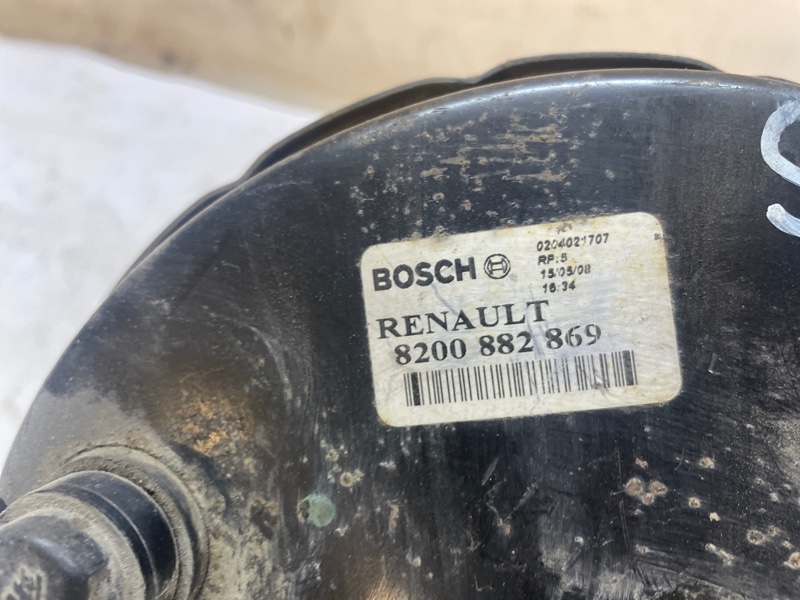 BOSCH
0204021707
RP:5
15/05/08
16:34
RENAULT
8200 882 869